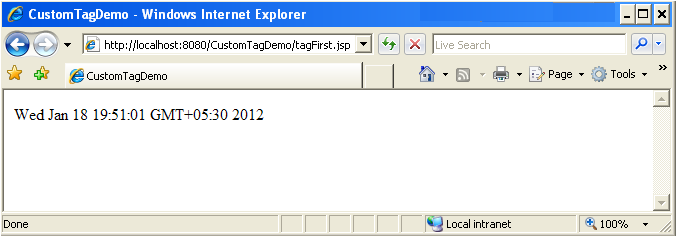 CustomTagDemo - Windows Internet Explorer
http://localhost:8080/CustomTagDemo/tagFirst.jsp
Live Search
CustomTagDemo
Page
Tools
Wed Jan 18 19:51:01 GMT+05:30 2012
Done
Local intranet
100%